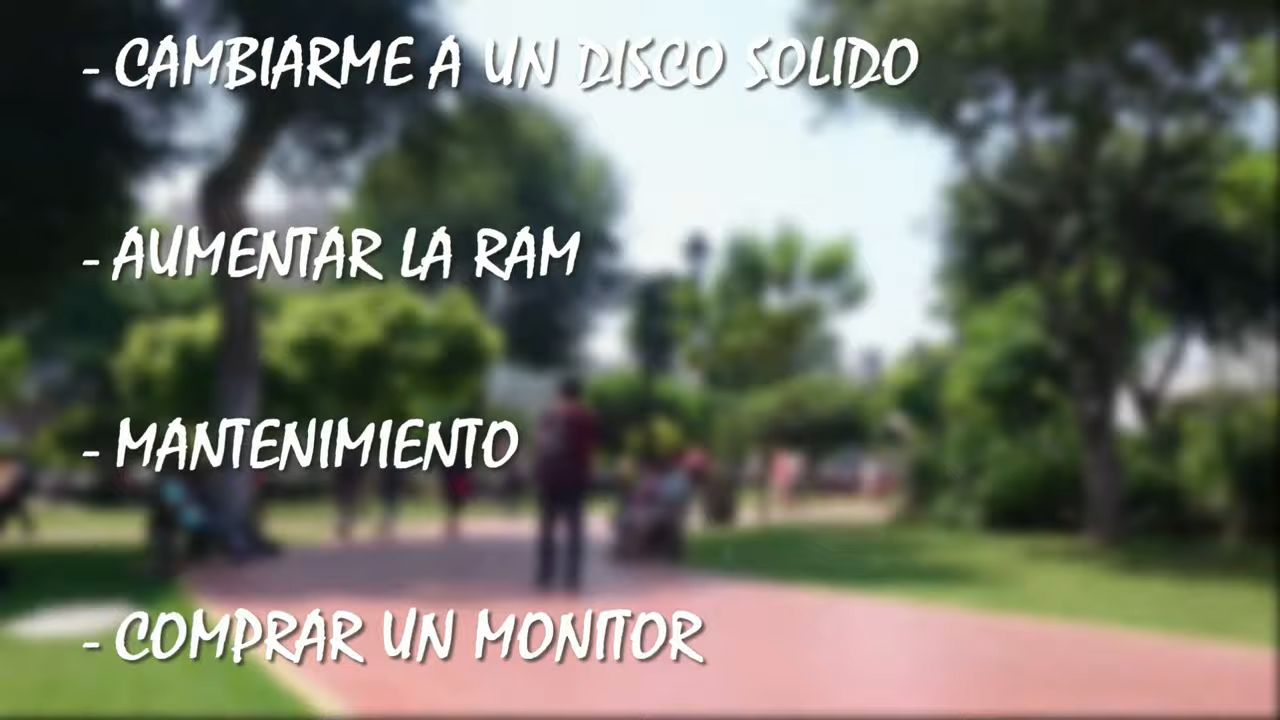 - CAMBIARME A UN DISCO SOLIDO
- AUMENTAR LA RAM
- MANTENIMIENTO
- COMPRAR UN MONITOR